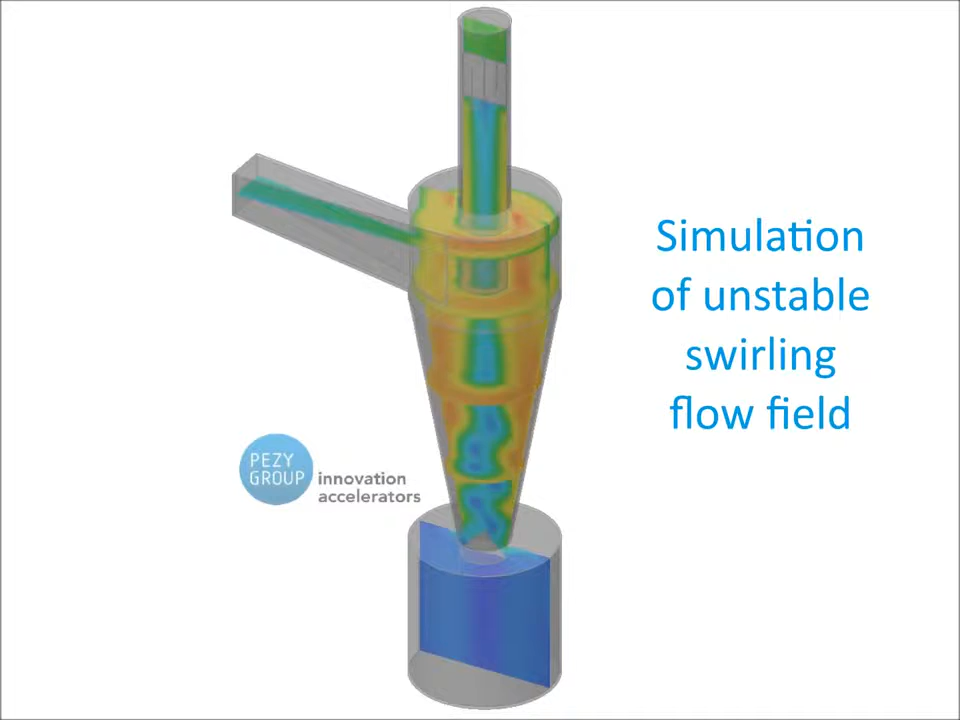 Simulation
of unstable
swirling
flow field
PEZY
GROUP
innovation
accelerators